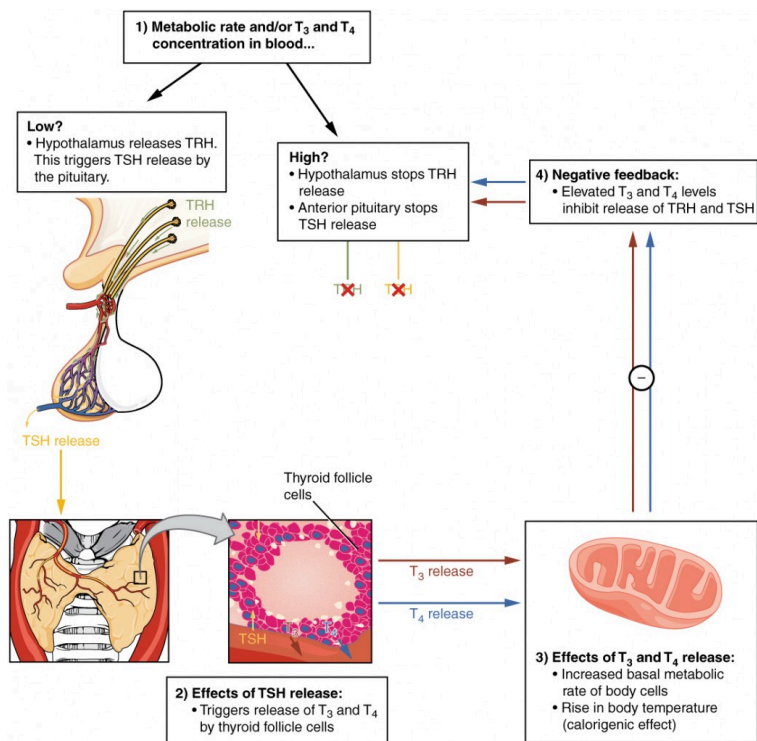 1) Metabolic rate and/or T₃ and T₄
concentration in blood...
Low?
• Hypothalamus releases TRH.
This triggers TSH release by
the pituitary.
High?
• Hypothalamus stops TRH
release
• Anterior pituitary stops
TSH release
4) Negative feedback:
• Elevated T₃ and T₄ levels
inhibit release of TRH and TSH
TRH
release
TRH
TSH
−
TSH release
Thyroid follicle
cells
T₃ release
T₄ release
TSH
T₃
T₄
2) Effects of TSH release:
• Triggers release of T₃ and T₄
by thyroid follicle cells
3) Effects of T₃ and T₄ release:
• Increased basal metabolic
rate of body cells
• Rise in body temperature
(calorigenic effect)